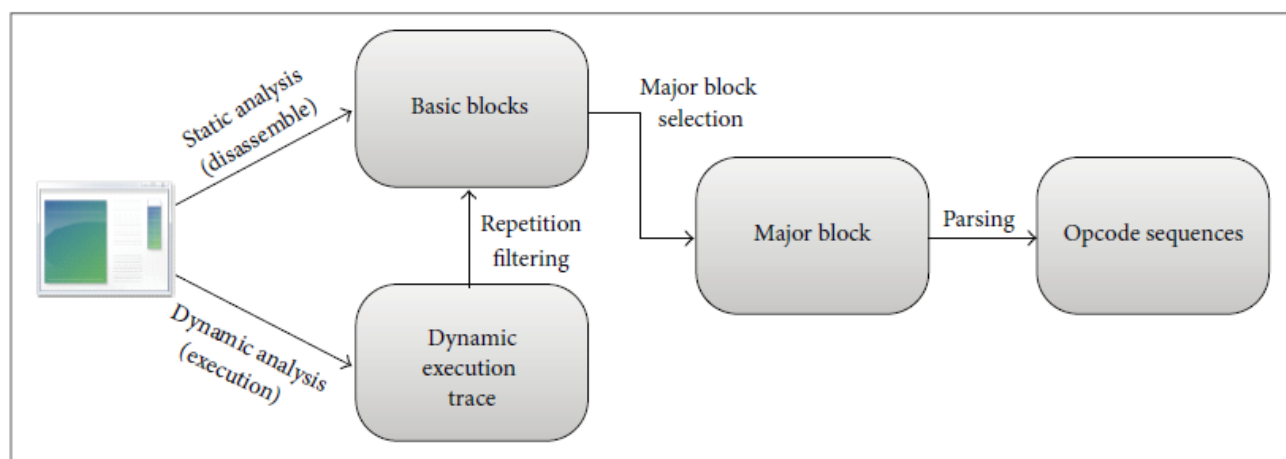 Static analysis
(disassemble)
Basic blocks
Major block
selection
Repetition
filtering
Major block
Parsing
Opcode sequences
Dynamic analysis
(execution)
Dynamic
execution
trace